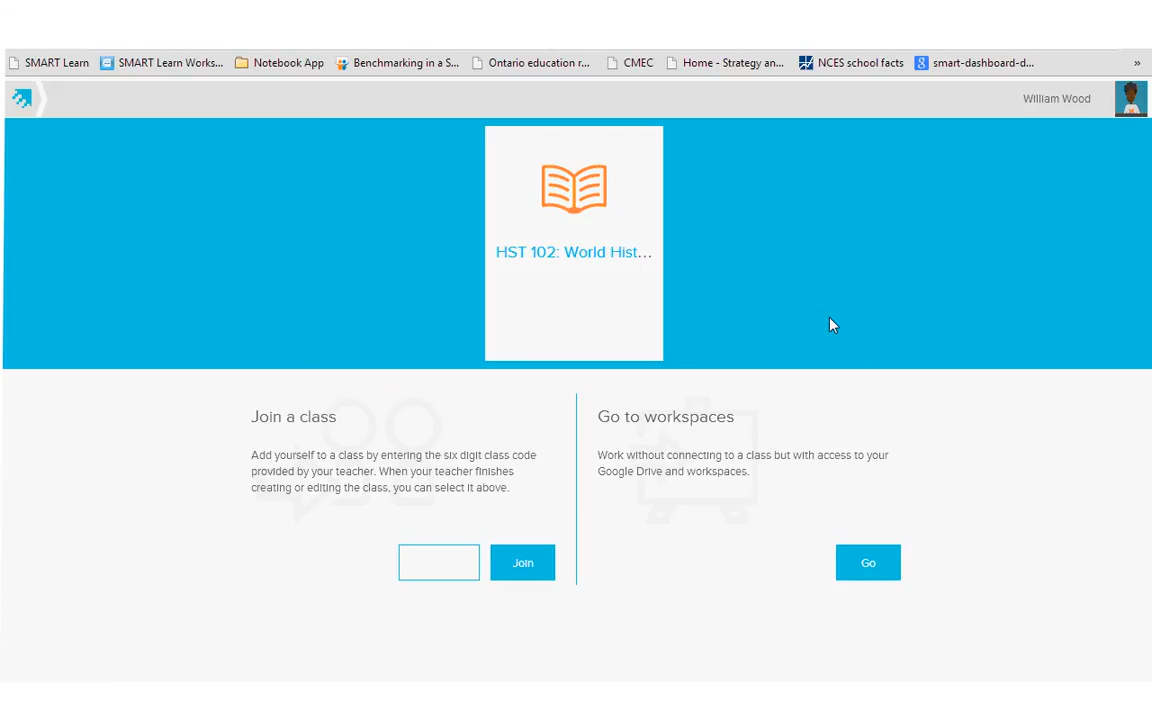 SMART Learn SMART Learn Works... Notebook App Benchmarking in a S... Ontario education r... CMEC Home - Strategy an... NCES school facts smart-dashboard-d... »
William Wood
HST 102: World Hist...
Join a class
Add yourself to a class by entering the six digit class code
provided by your teacher. When your teacher finishes
creating or editing the class, you can select it above.
Join
Go to workspaces
Work without connecting to a class but with access to your
Google Drive and workspaces.
Go